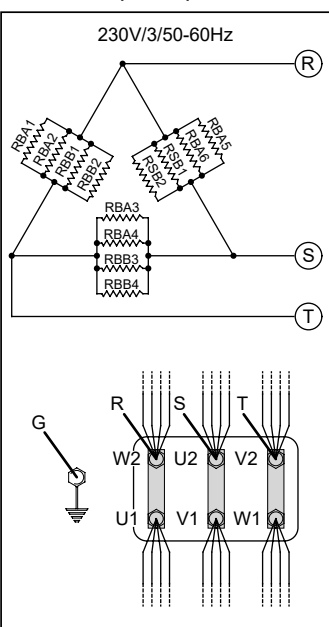 230V/3/50-60Hz
R
RBA1
RBA2
RBB1
RBB2
RBA5
RBA6
RSB1
RSB2
RBA3
RBA4
RBB3
RBB4
S
T
R S T
G
W2 U2 V2
U1 V1 W1